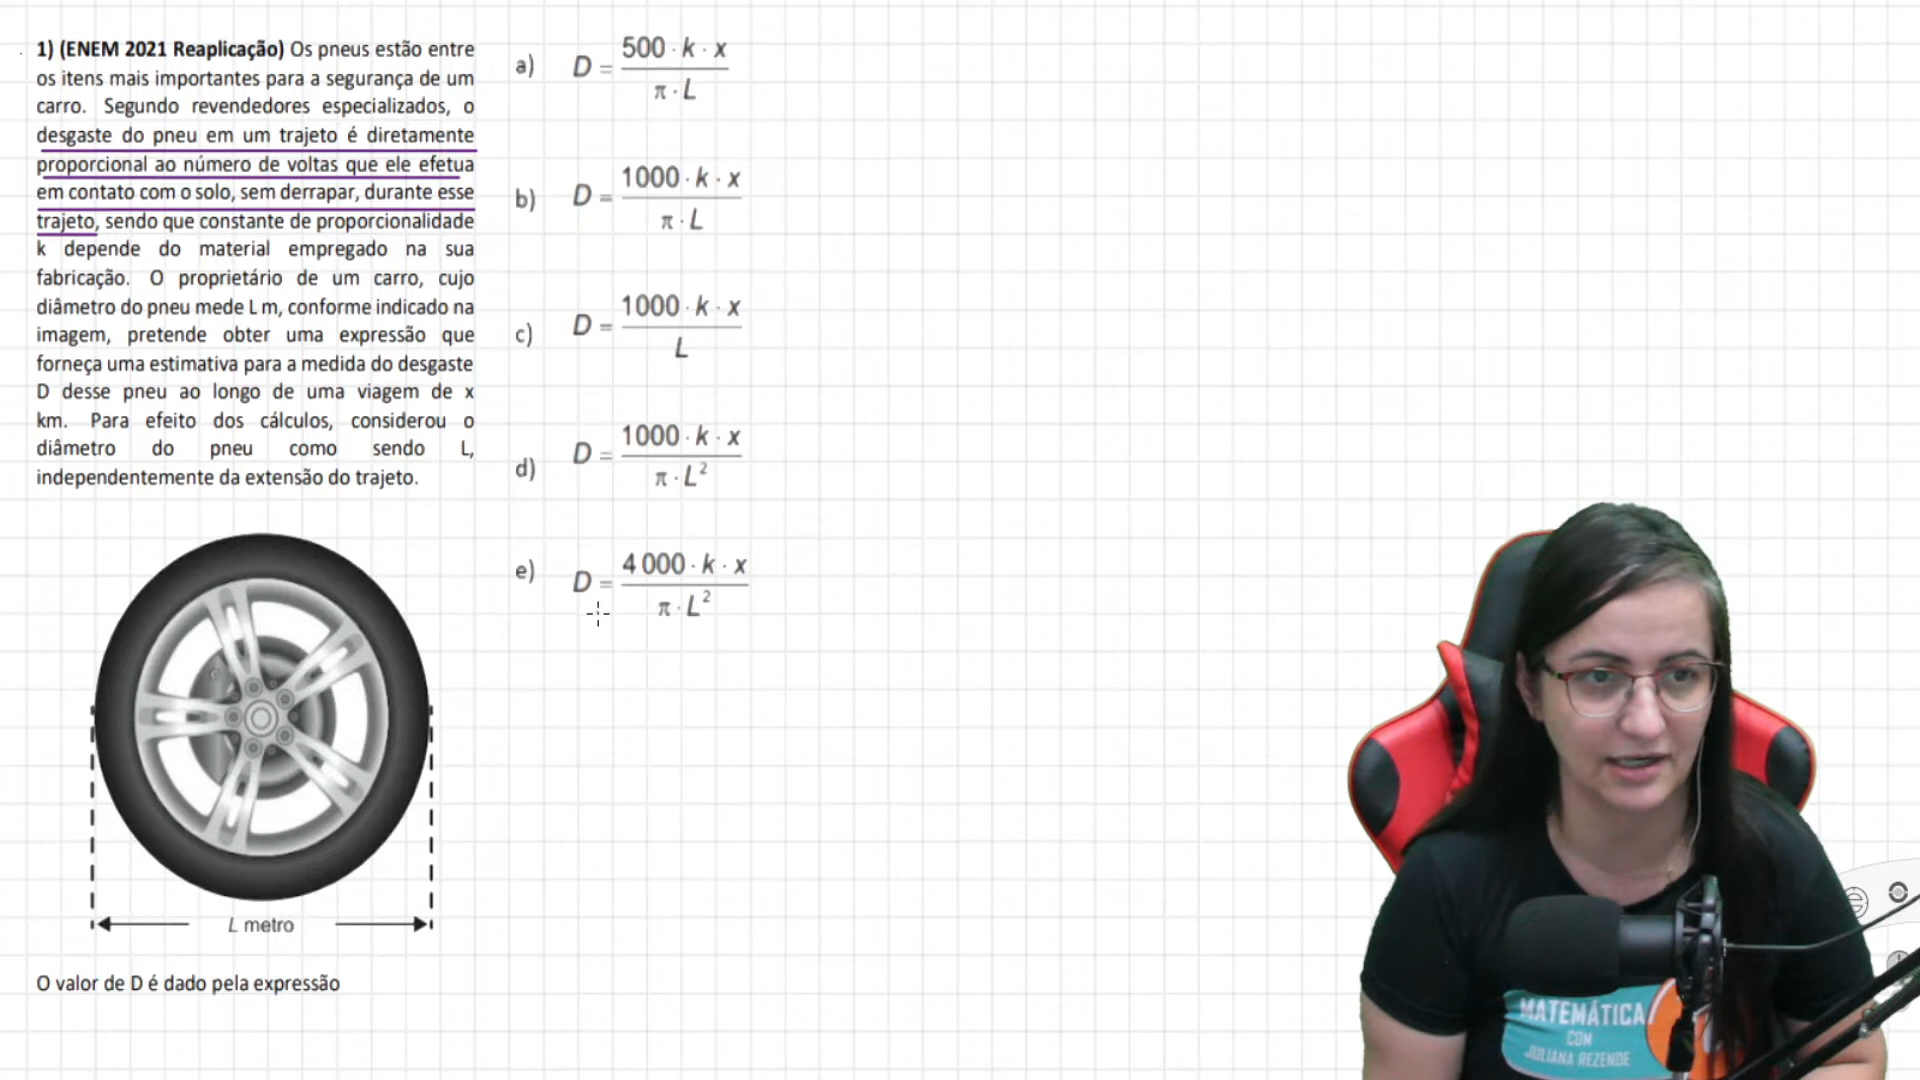 1) (ENEM 2021 Reaplicação) Os pneus estão entre
os itens mais importantes para a segurança de um
carro. Segundo revendedores especializados, o
desgaste do pneu em um trajeto é diretamente
proporcional ao número de voltas que ele efetua
em contato com o solo, sem derrapar, durante esse
trajeto, sendo que constante de proporcionalidade
k depende do material empregado na sua
fabricação. O proprietário de um carro, cujo
diâmetro do pneu mede L m, conforme indicado na
imagem, pretende obter uma expressão que
forneça uma estimativa para a medida do desgaste
D desse pneu ao longo de uma viagem de x
km. Para efeito dos cálculos, considerou o
diâmetro do pneu como sendo L,
independentemente da extensão do trajeto.
L metro
O valor de D é dado pela expressão
a) D = (500 · k · x) / (π · L)
b) D = (1000 · k · x) / (π · L)
c) D = (1000 · k · x) / L
d) D = (1000 · k · x) / (π · L²)
e) D = (4 000 · k · x) / (π · L²)
MATEMÁTICA
COM
JULIANA REZENDE